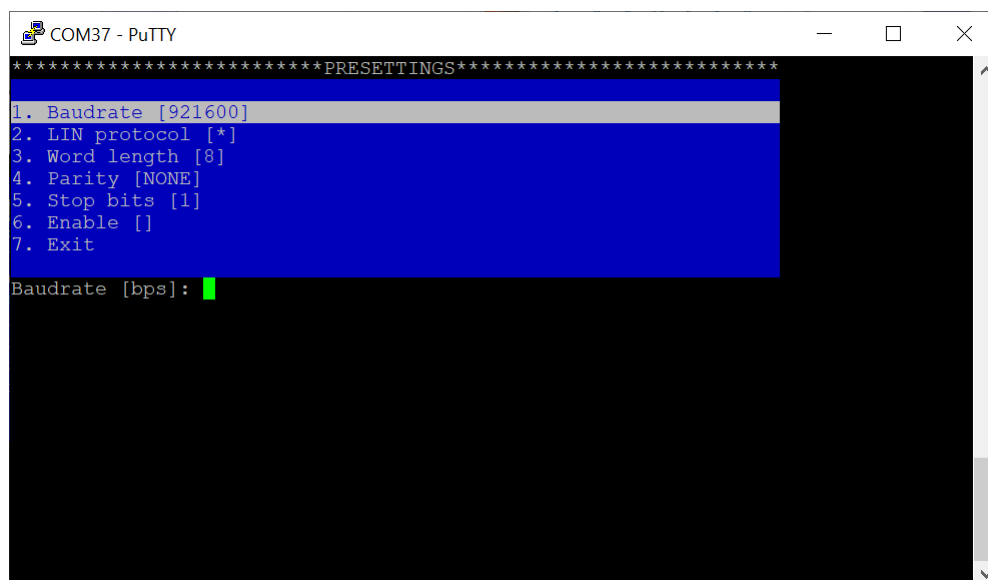 COM37 - PuTTY
**************************PRESETTINGS***************************
1. Baudrate [921600]
2. LIN protocol [*]
3. Word length [8]
4. Parity [NONE]
5. Stop bits [1]
6. Enable []
7. Exit
Baudrate [bps]: